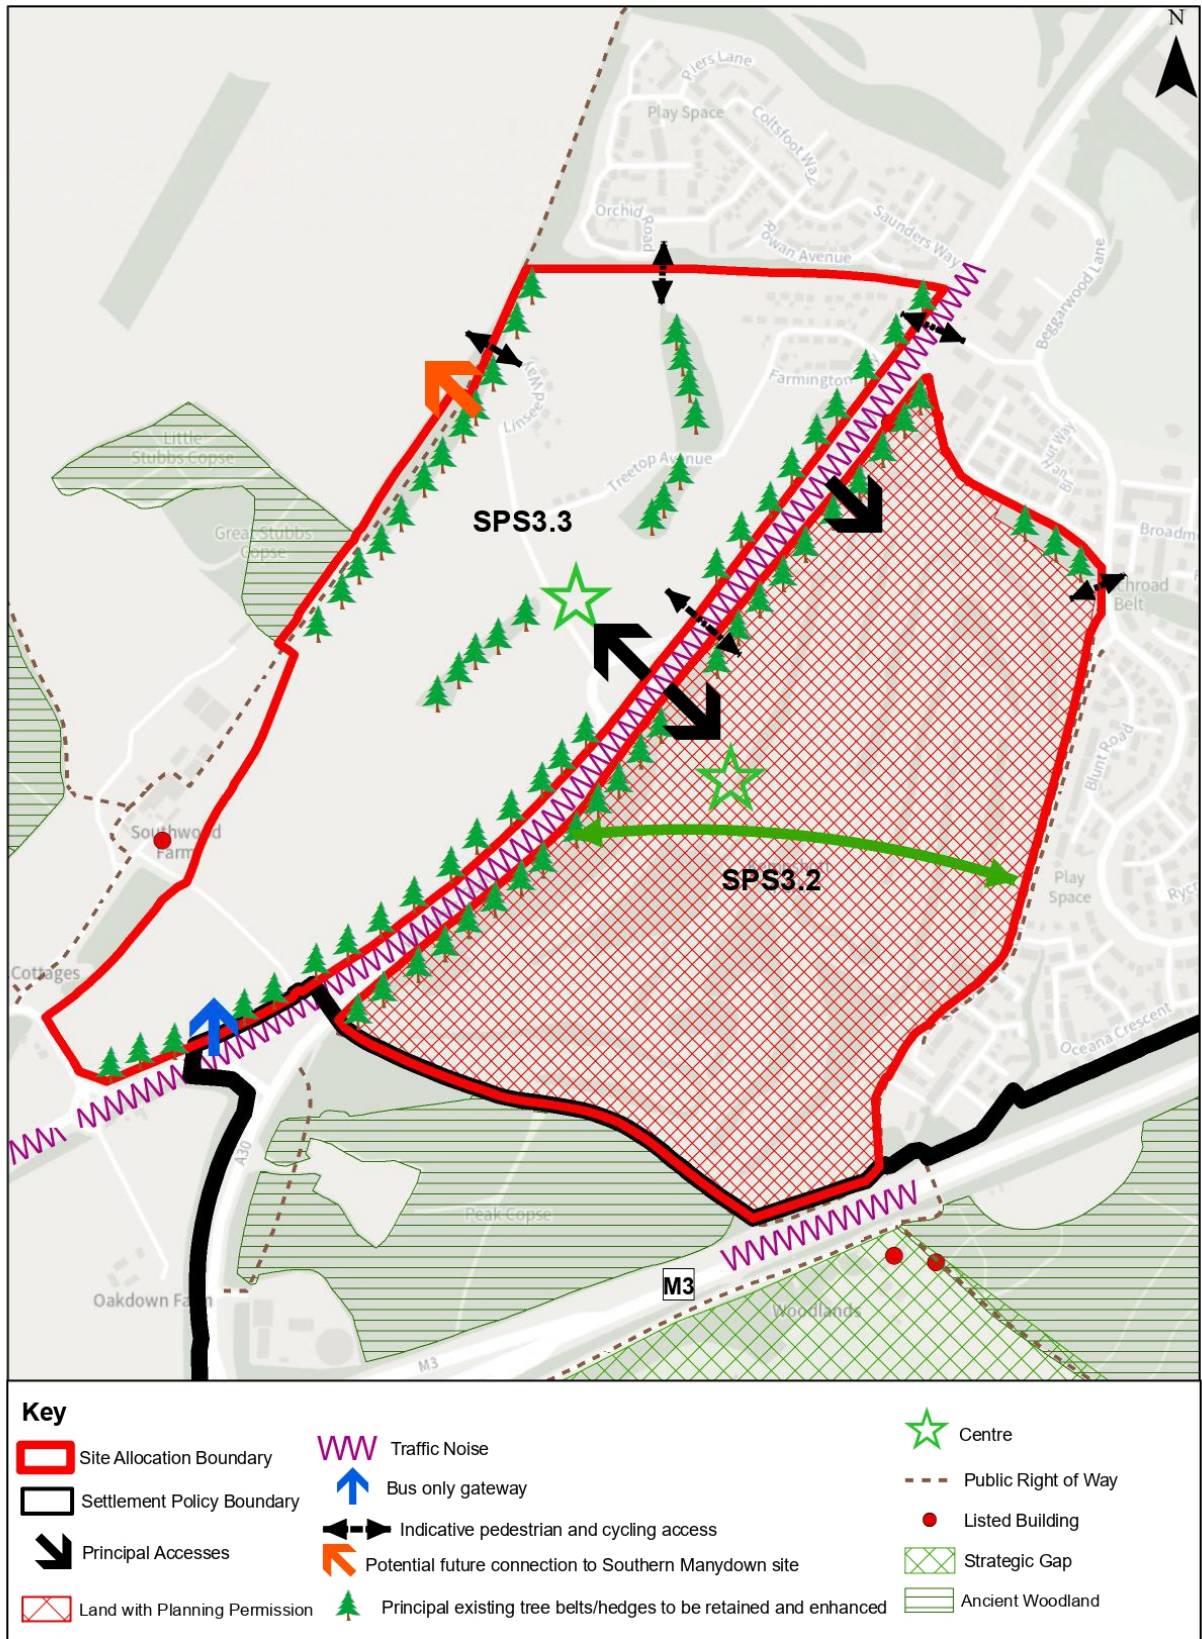 N
Piers Lane
Play Space
Coltsfoot Way
Orchid Road
Saunders Way
Rowan Avenue
Beggarwood Lane
Farmington
Linseed Way
Little
Stubbs Copse
Treetop Avenue
SPS3.3
Great Stubbs
Copse
Broadm
Belt
Blunt Road
Southwood
Farm
SPS3.2
Play
Space
Cottages
Oceana Crescent
A30
Peak Copse
M3
Oakdown Farm
Woodlands
M3
Key
Site Allocation Boundary
Settlement Policy Boundary
Principal Accesses
Land with Planning Permission
Traffic Noise
Bus only gateway
Indicative pedestrian and cycling access
Potential future connection to Southern Manydown site
Principal existing tree belts/hedges to be retained and enhanced
Centre
Public Right of Way
Listed Building
Strategic Gap
Ancient Woodland